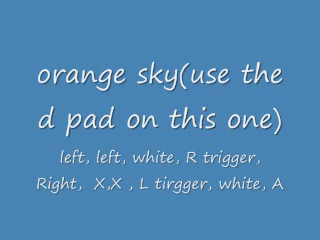 orange sky(use the
d pad on this one)
left, left, white, R trigger,
Right,  X,X , L tirgger, white, A